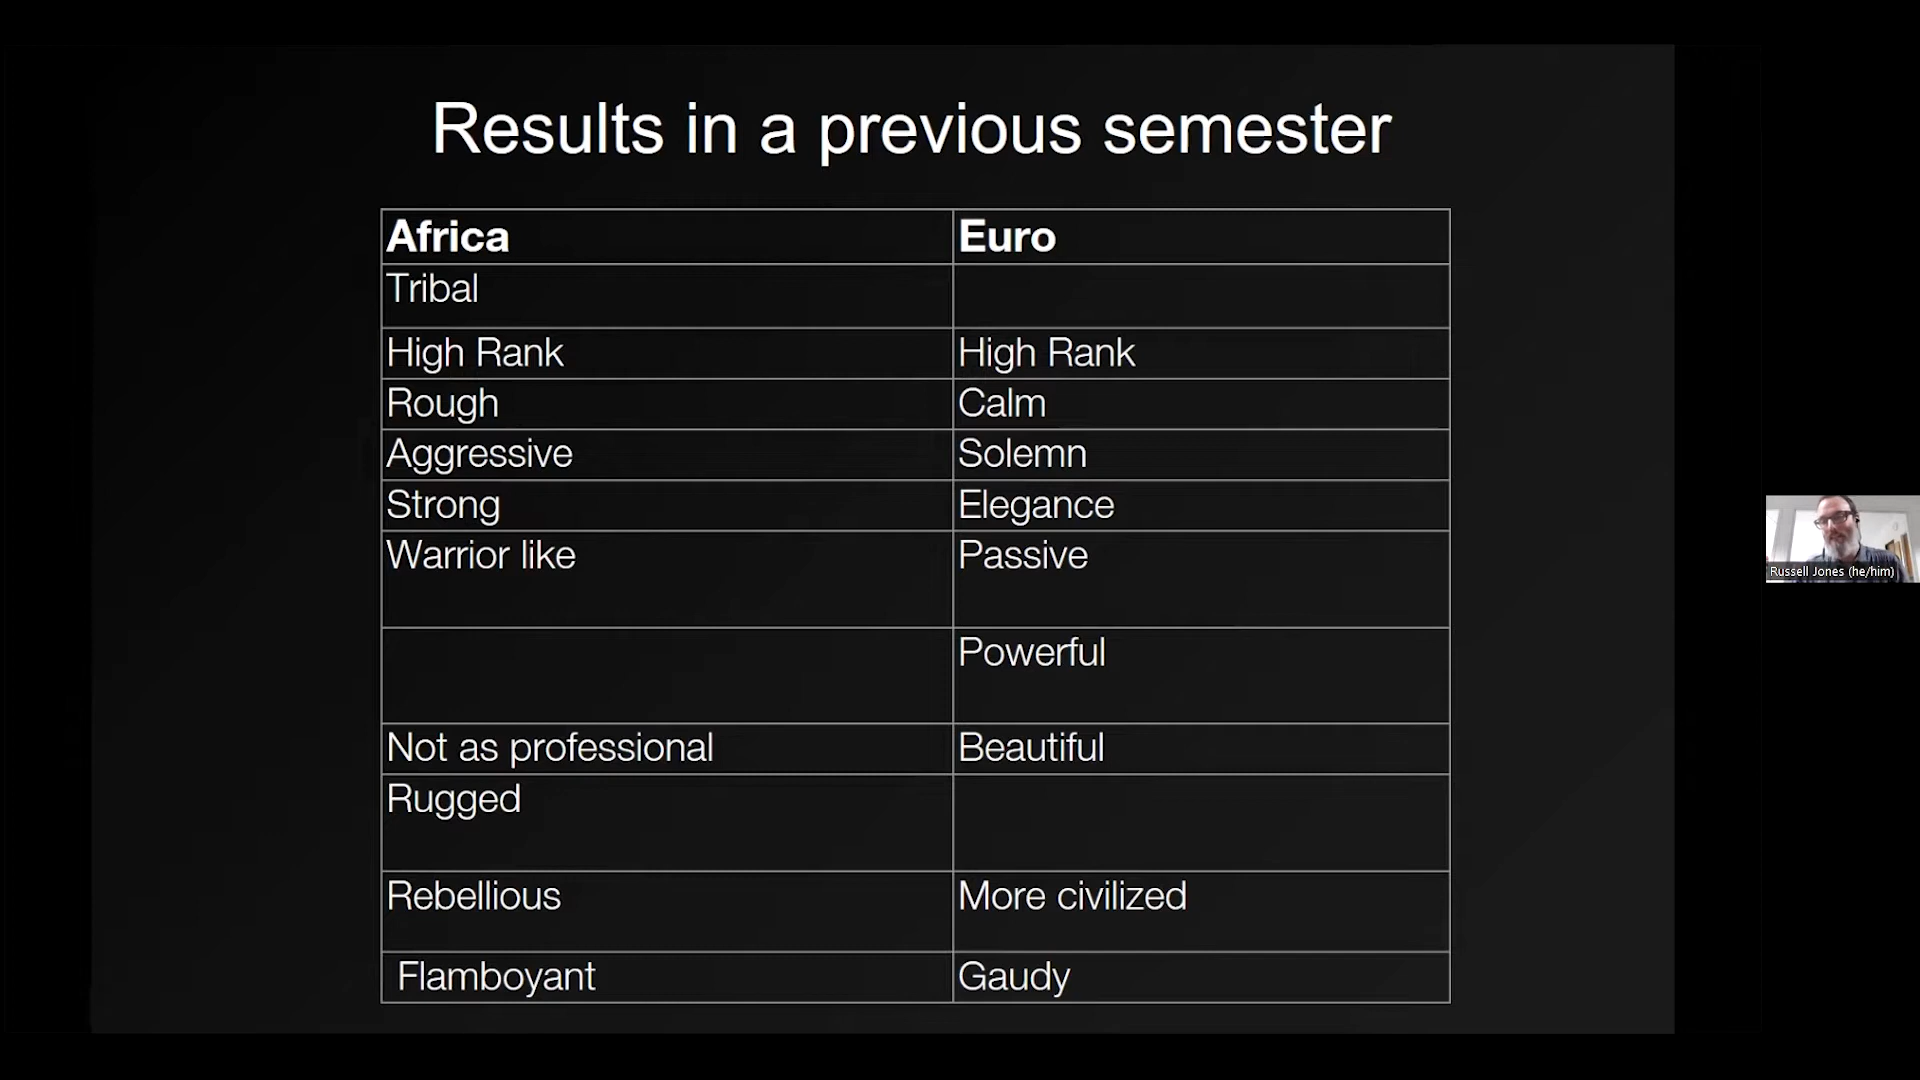 Results in a previous semester
Africa Euro
Tribal
High Rank High Rank
Rough Calm
Aggressive Solemn
Strong Elegance
Warrior like Passive
Powerful
Not as professional Beautiful
Rugged
Rebellious More civilized
Flamboyant Gaudy
Russell Jones (he/him)